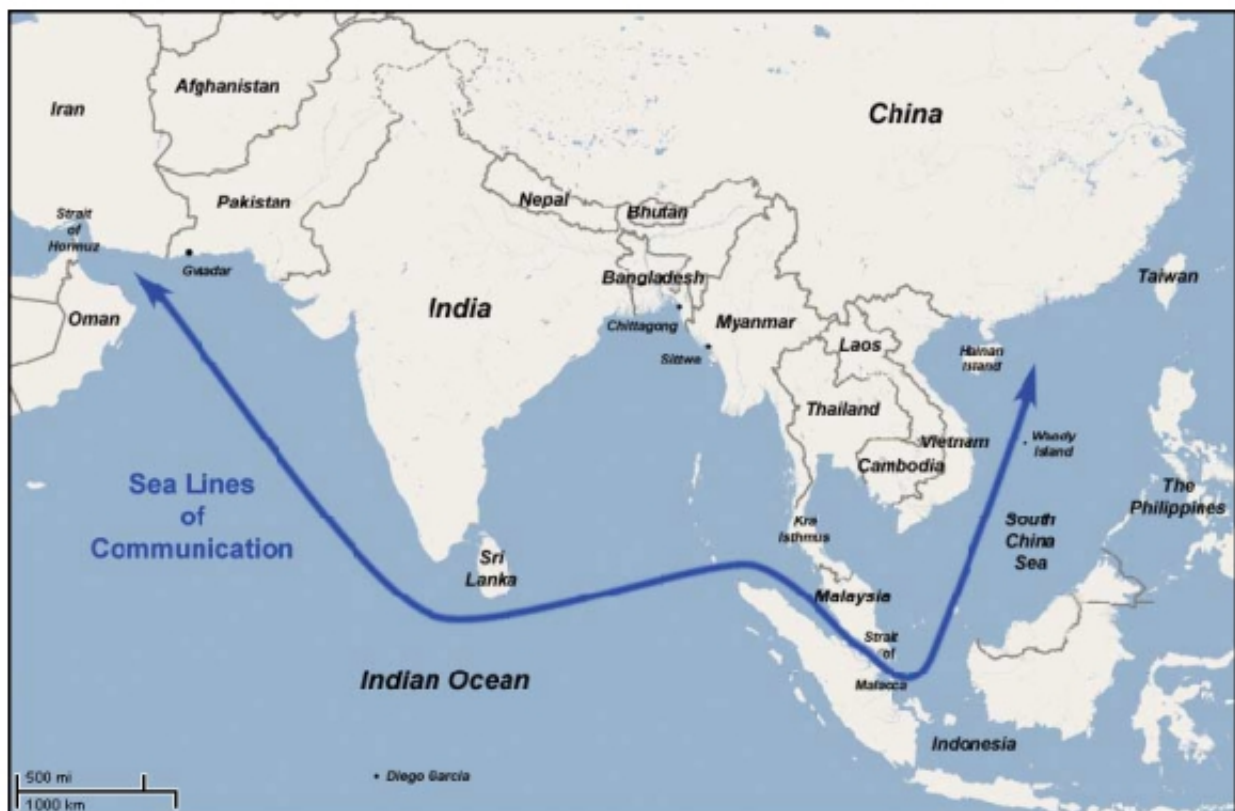 Afghanistan
Iran
China
Pakistan
Nepal
Bhutan
Strait
of
Hormuz
Gwadar
Bangladesh
Taiwan
Oman
India
Chittagong
Myanmar
Sittwe
Laos
Hainan
Island
Thailand
Vietnam
Woody
Island
Cambodia
Sea Lines
of
Communication
The
Philippines
Kra
Isthmus
South
China
Sea
Sri
Lanka
Malaysia
Strait
of
Malacca
Indian Ocean
Indonesia
500 mi
1000 km
Diego Garcia